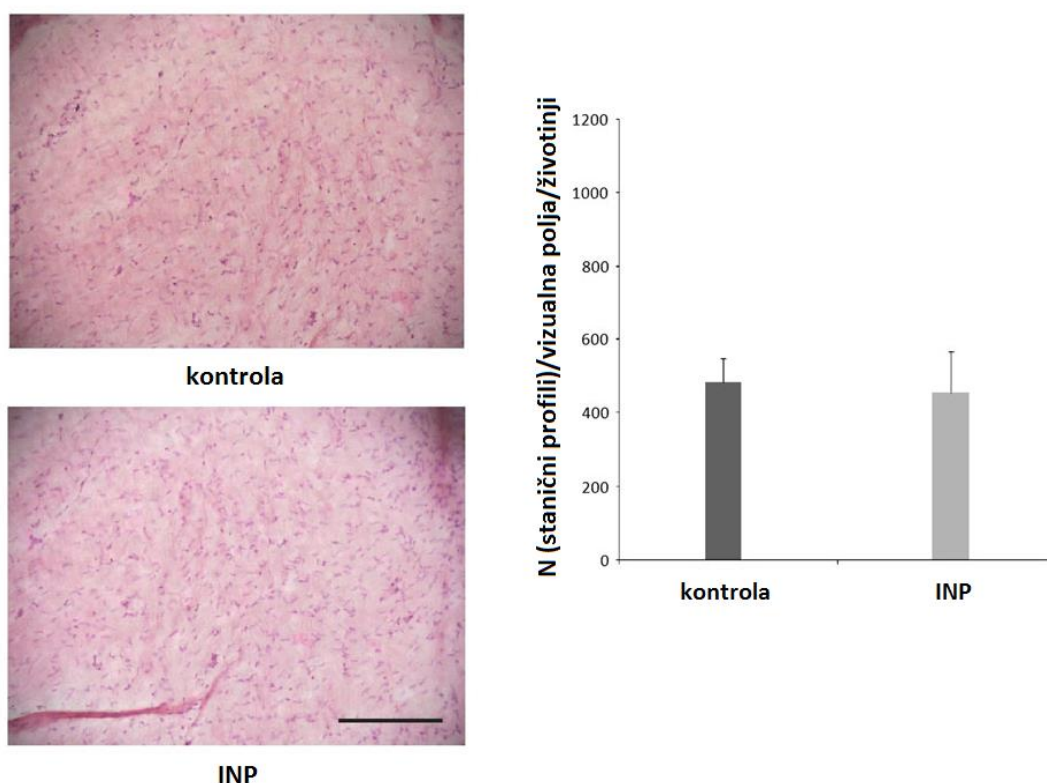 kontrola
INP
N (stanični profili)/vizualna polja/životinji
1200
1000
800
600
400
200
0
kontrola
INP